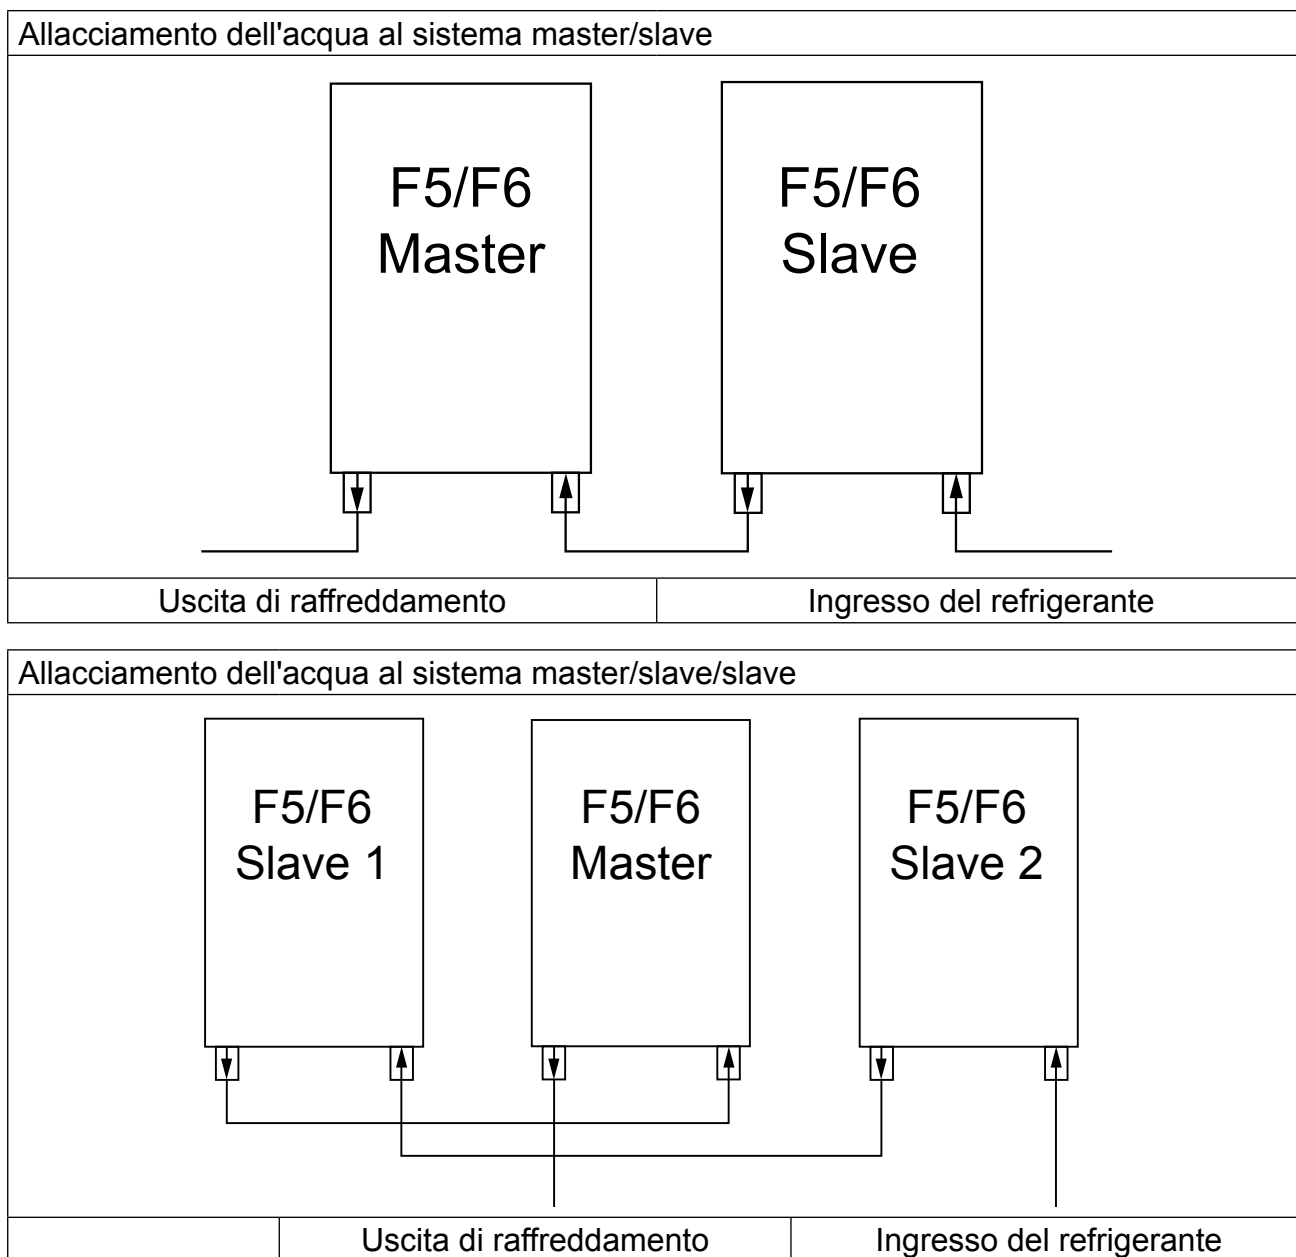 Allacciamento dell'acqua al sistema master/slave
F5/F6
Master
F5/F6
Slave
Uscita di raffreddamento
Ingresso del refrigerante
Allacciamento dell'acqua al sistema master/slave/slave
F5/F6
Slave 1
F5/F6
Master
F5/F6
Slave 2
Uscita di raffreddamento
Ingresso del refrigerante